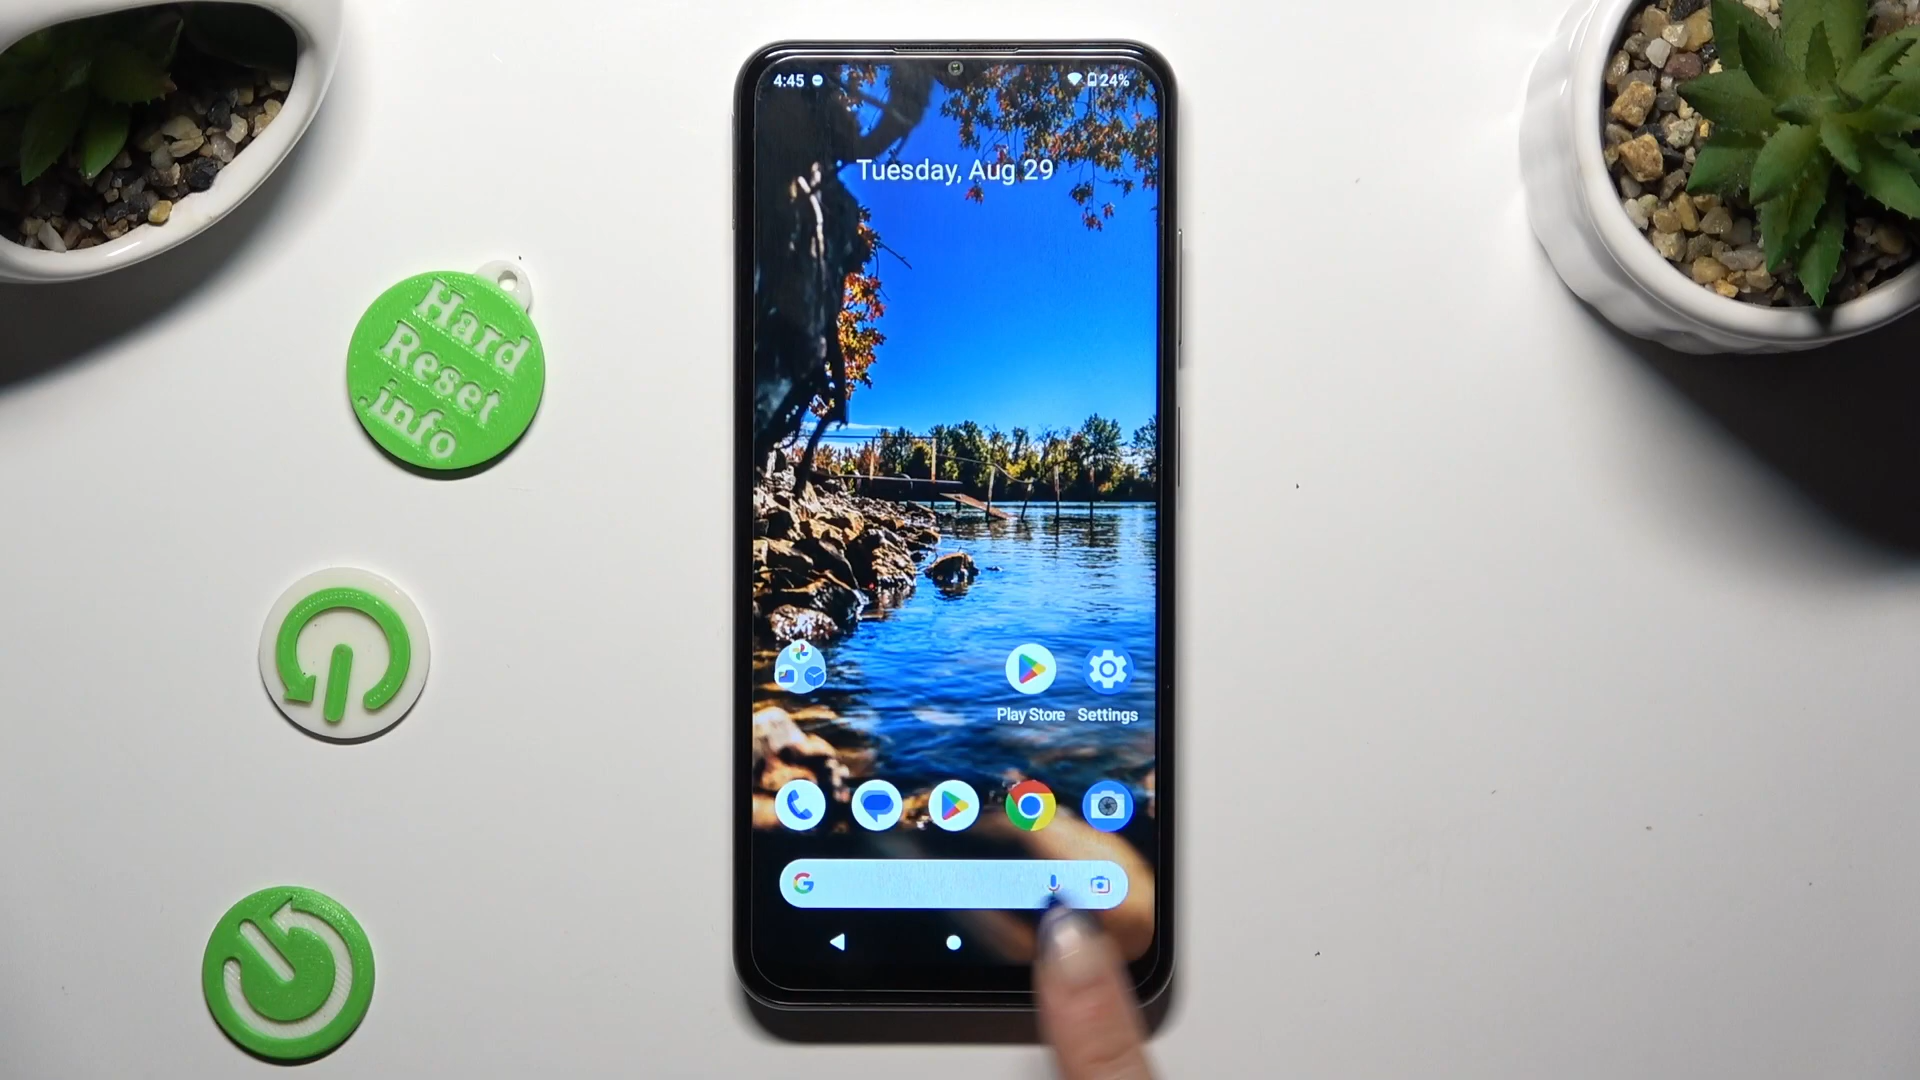 4:45
24%
Tuesday, Aug 29
Hard
Reset
.info
Play Store
Settings
G